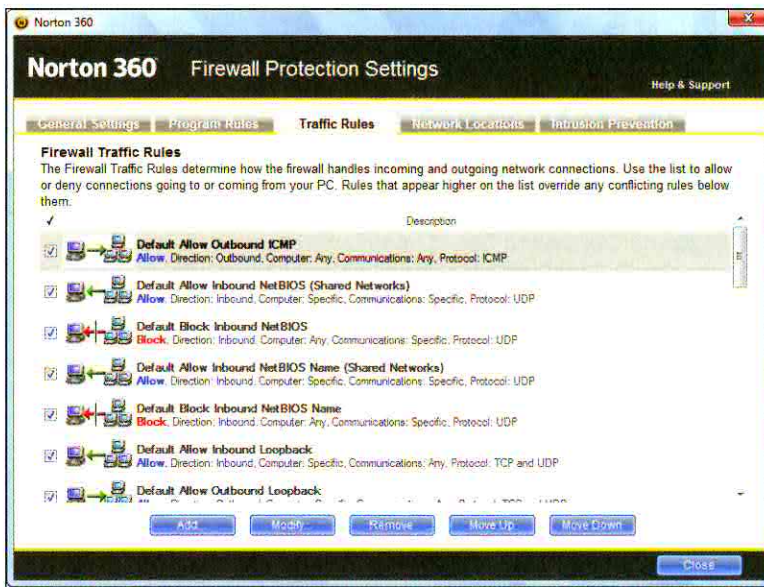 Norton 360
Norton 360 Firewall Protection Settings
Help & Support
General Settings Program Rules Traffic Rules Network Locations Intrusion Prevention
Firewall Traffic Rules
The Firewall Traffic Rules determine how the firewall handles incoming and outgoing network connections. Use the list to allow
or deny connections going to or coming from your PC. Rules that appear higher on the list override any conflicting rules below
them.
Description
Default Allow Outbound ICMP
Allow, Direction: Outbound, Computer: Any, Communications: Any, Protocol: ICMP
Default Allow Inbound NetBIOS (Shared Networks)
Allow, Direction: Inbound, Computer: Specific, Communications: Specific, Protocol: UDP
Default Block Inbound NetBIOS
Block, Direction: Inbound, Computer: Any, Communications: Specific, Protocol: UDP
Default Allow Inbound NetBIOS Name (Shared Networks)
Allow, Direction: Inbound, Computer: Specific, Communications: Specific, Protocol: UDP
Default Block Inbound NetBIOS Name
Block, Direction: Inbound, Computer: Any, Communications: Specific, Protocol: UDP
Default Allow Inbound Loopback
Allow, Direction: Inbound, Computer: Specific, Communications: Any, Protocol: TCP and UDP
Default Allow Outbound Loopback
Add... Modify... Remove Move Up Move Down
Close